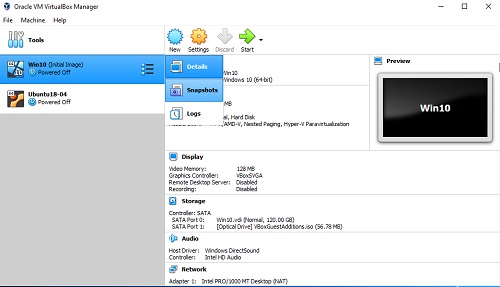 Oracle VM VirtualBox Manager
File Machine Help
Tools
New Settings Discard Start
Win10 (Initial Image)
Powered Off
Ubuntu18-04
Powered Off
Details
Snapshots
Logs
Win10
Windows 10 (64-bit)
MB
al, Hard Disk
/AMD-V, Nested Paging, Hyper-V Paravirtualization
Preview
Win10
Display
Video Memory: 128 MB
Graphics Controller: VBoxSVGA
Remote Desktop Server: Disabled
Recording: Disabled
Storage
Controller: SATA
SATA Port 0: Win10.vdi (Normal, 120.00 GB)
SATA Port 1: [Optical Drive] VBoxGuestAdditions.iso (56.78 MB)
Audio
Host Driver: Windows DirectSound
Controller: Intel HD Audio
Network
Adapter 1: Intel PRO/1000 MT Desktop (NAT)